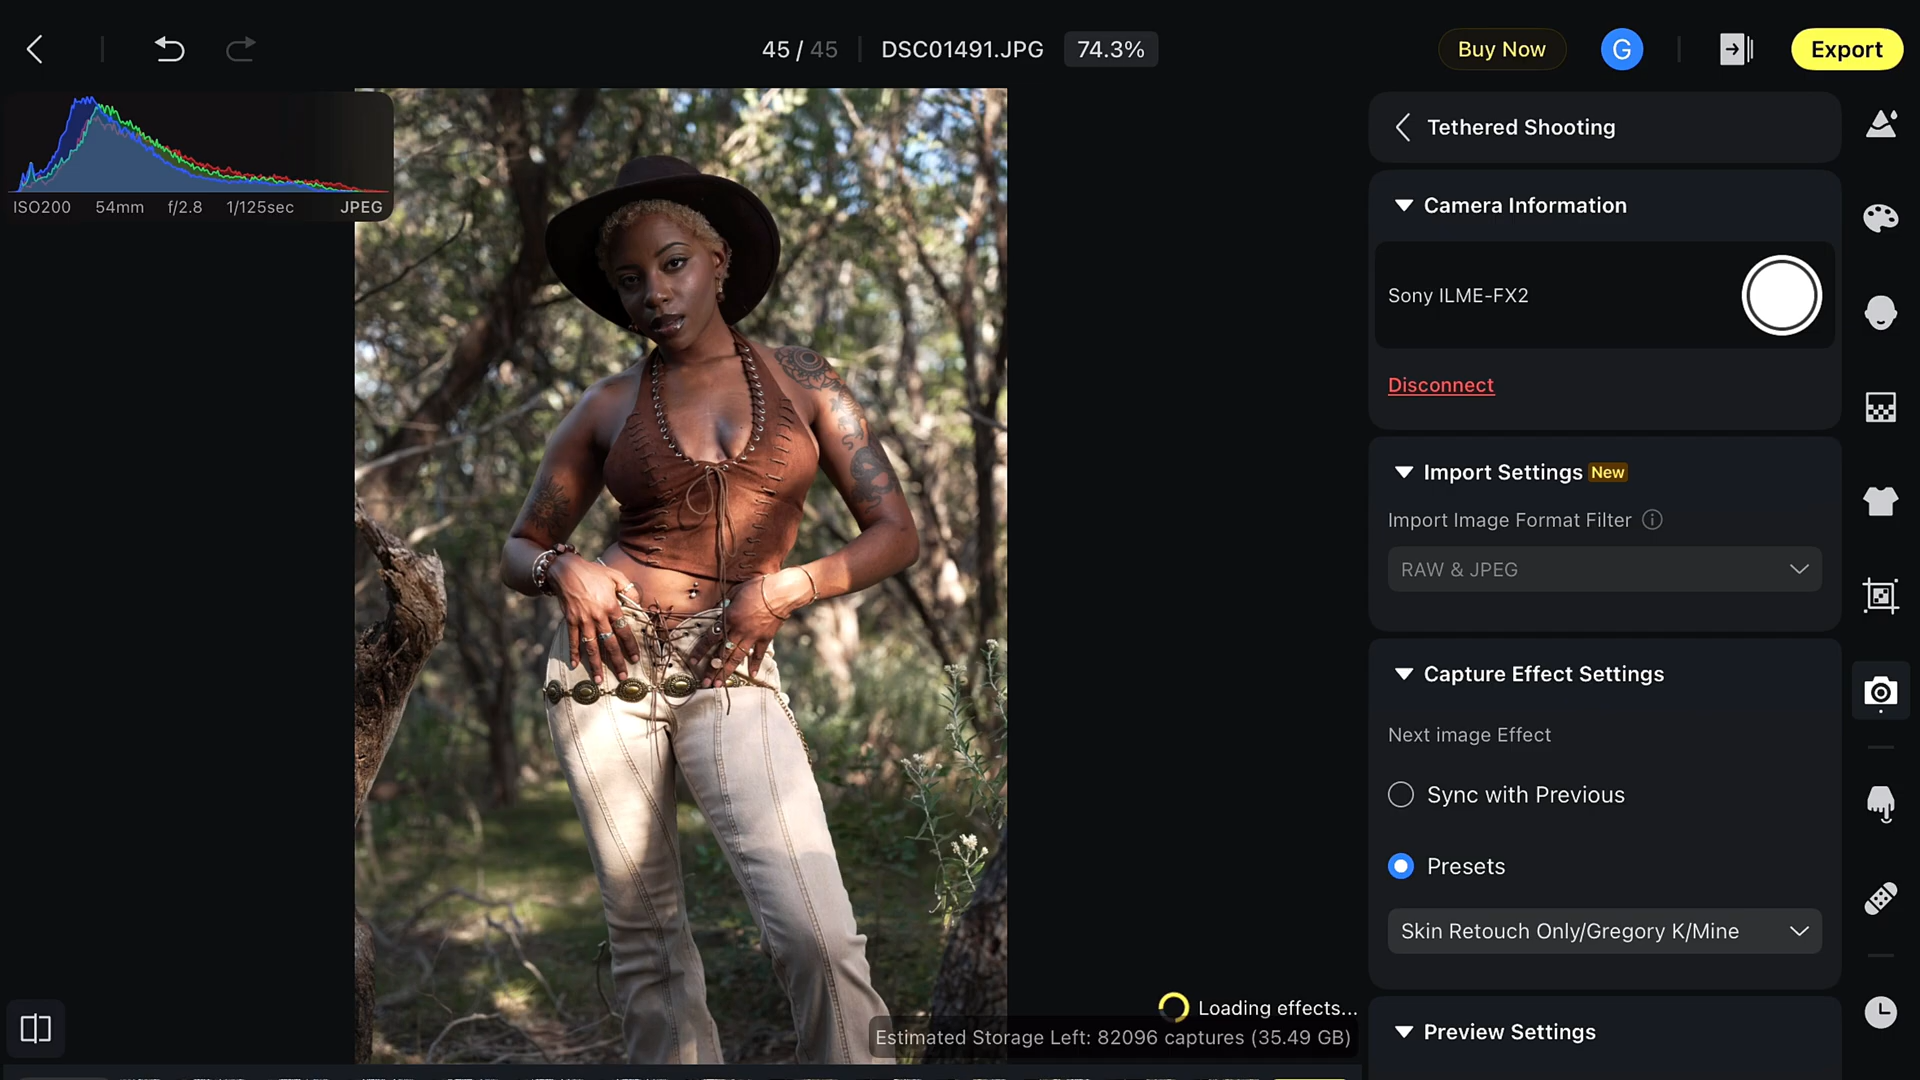 45 / 45
DSC01491.JPG
74.3%
Buy Now
G
Export
ISO200 54mm f/2.8 1/125sec JPEG
Tethered Shooting
Camera Information
Sony ILME-FX2
Disconnect
Import Settings New
Import Image Format Filter
RAW & JPEG
Capture Effect Settings
Next image Effect
Sync with Previous
Presets
Skin Retouch Only/Gregory K/Mine
Loading effects...
Estimated Storage Left: 82096 captures (35.49 GB)
Preview Settings